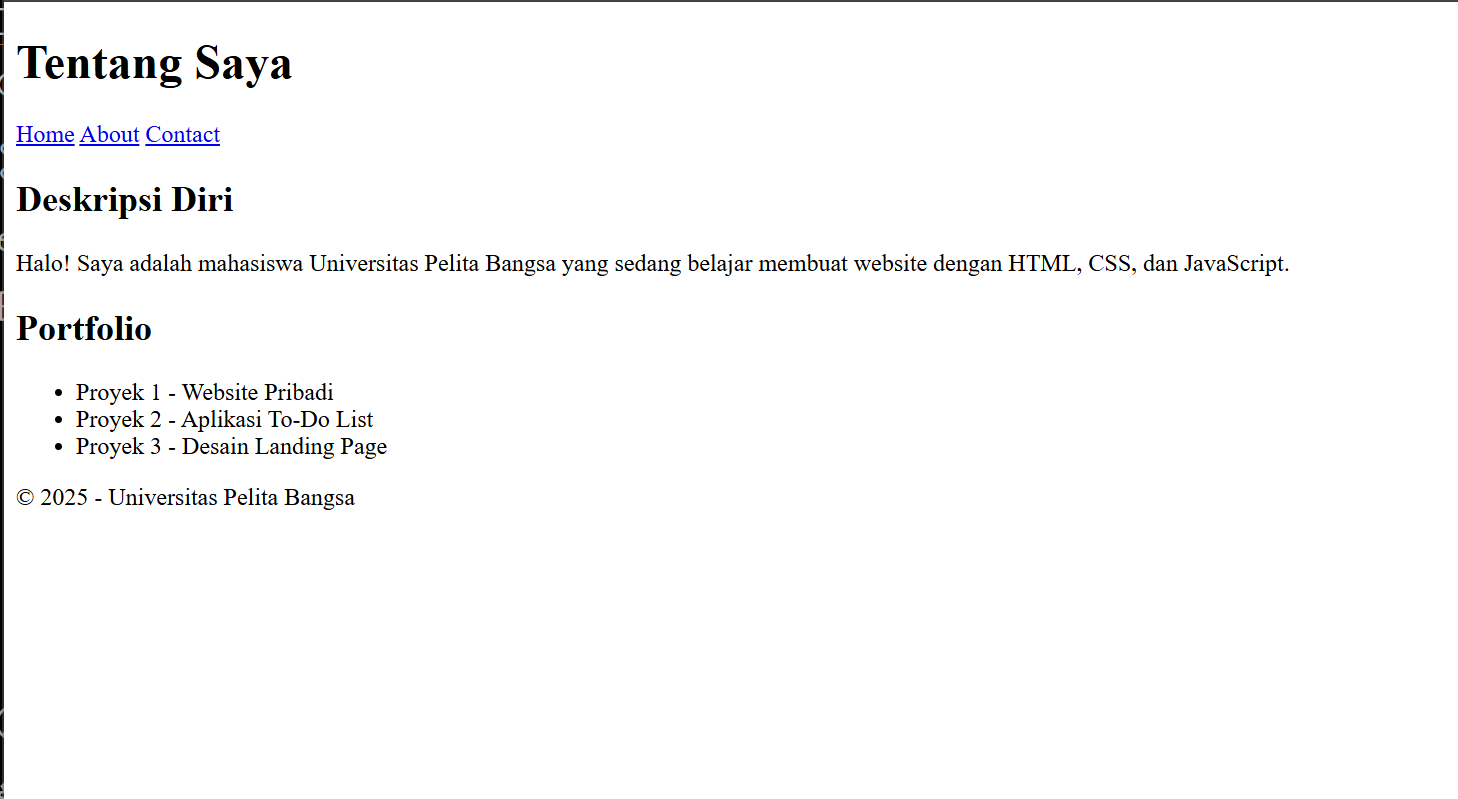 Tentang Saya
Home About Contact
Deskripsi Diri
Halo! Saya adalah mahasiswa Universitas Pelita Bangsa yang sedang belajar membuat website dengan HTML, CSS, dan JavaScript.
Portfolio
• Proyek 1 - Website Pribadi
• Proyek 2 - Aplikasi To-Do List
• Proyek 3 - Desain Landing Page
© 2025 - Universitas Pelita Bangsa